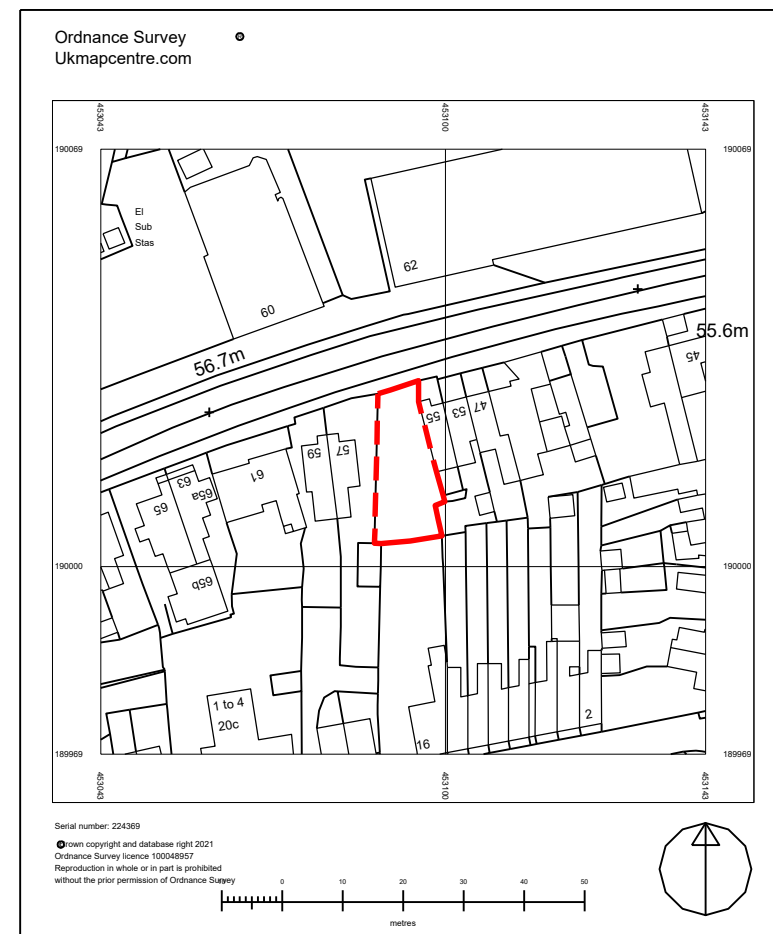 Ordnance Survey ©
Ukmapcentre.com
453043
453100
453143
190069
190069
El
Sub
Stas
62
60
56.7m
55.6m
45
47
53
55
57
59
61
63
65a
65
65b
190000
190000
1 to 4
20c
16
2
189969
189969
453043
453100
453143
Serial number: 224369
©rown copyright and database right 2021
Ordnance Survey licence 100048957
Reproduction in whole or in part is prohibited
without the prior permission of Ordnance Survey
10 0 10 20 30 40 50
metres